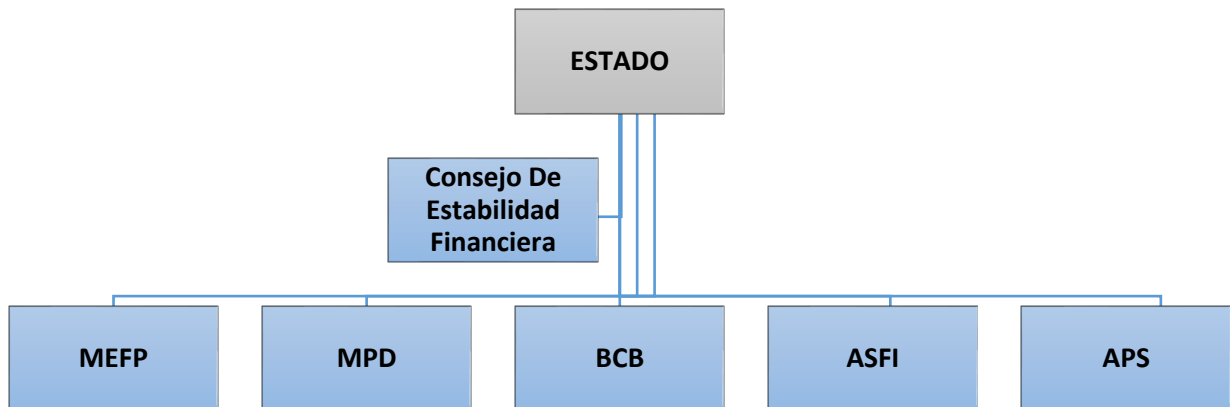 ESTADO
Consejo De
Estabilidad
Financiera
MEFP
MPD
BCB
ASFI
APS